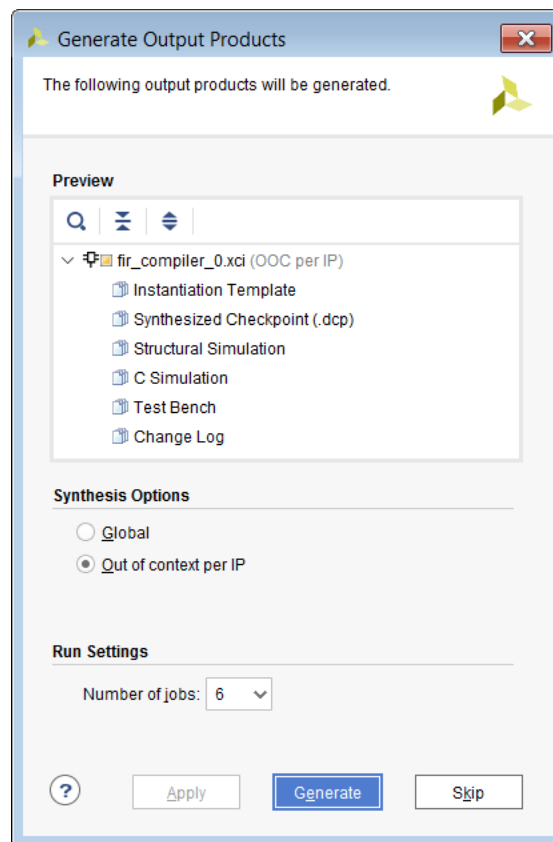 Generate Output Products
The following output products will be generated.
Preview
fir_compiler_0.xci (OOC per IP)
Instantiation Template
Synthesized Checkpoint (.dcp)
Structural Simulation
C Simulation
Test Bench
Change Log
Synthesis Options
Global
Out of context per IP
Run Settings
Number of jobs: 6
? Apply Generate Skip